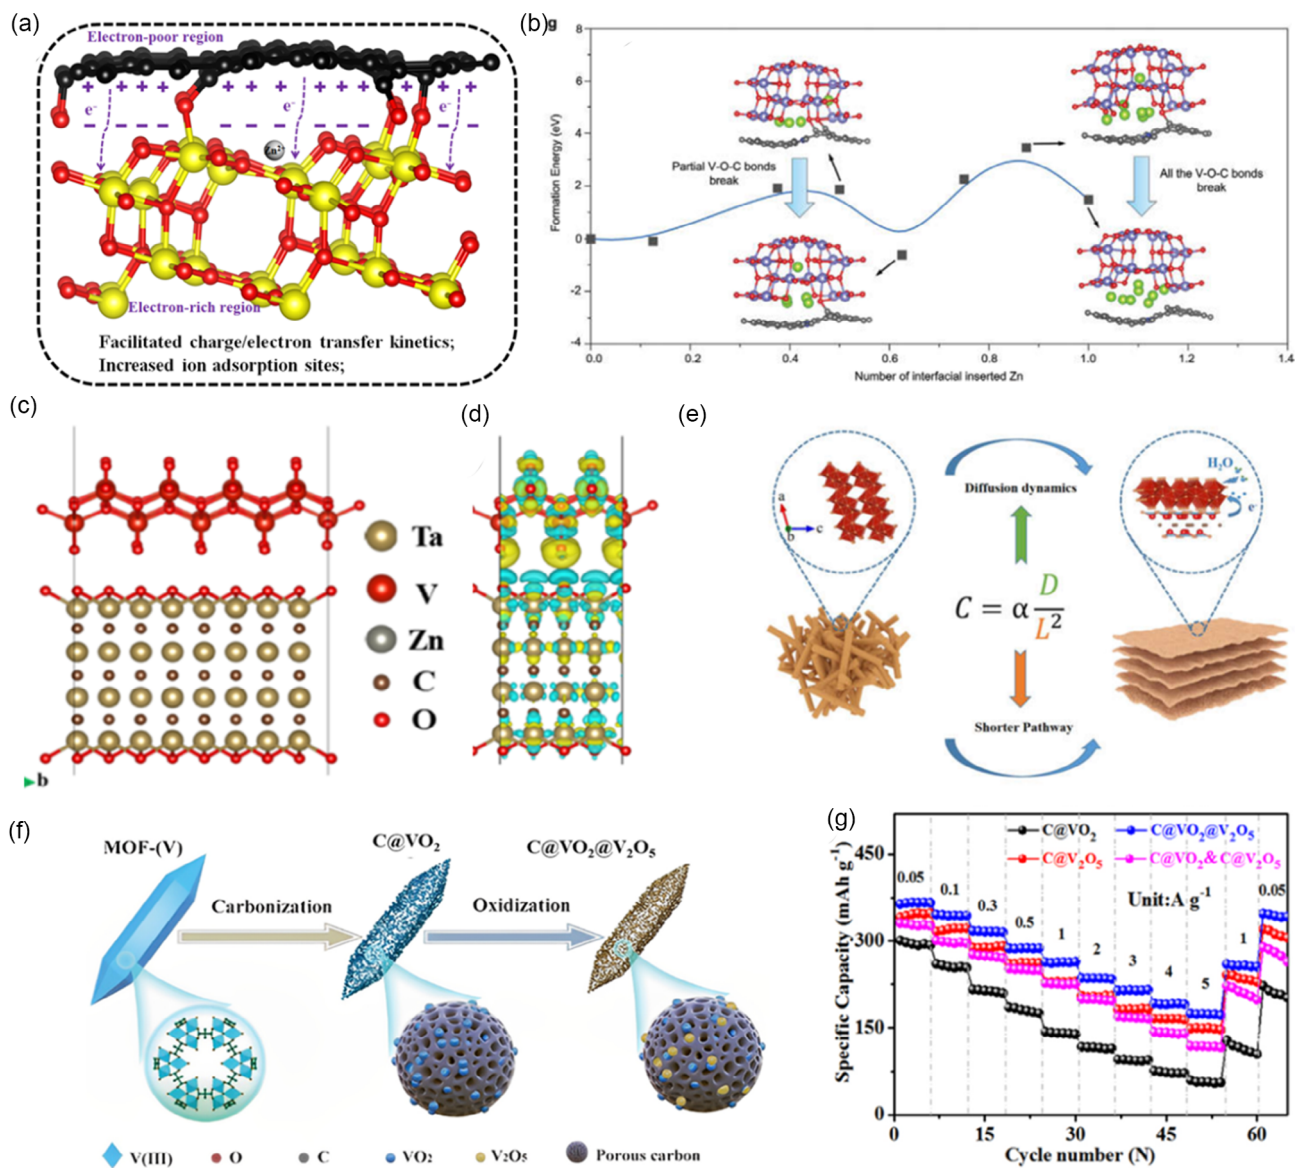 (a)
Electron-poor region
+ + + + + + + + + + + +
e⁻ e⁻ e⁻
Zn²⁺
Electron-rich region
Facilitated charge/electron transfer kinetics;
Increased ion adsorption sites;
(b)
g
Formation Energy (eV)
8
6
4
2
0
-2
-4
Partial V-O-C bonds
break
All the V-O-C bonds
break
0.0 0.2 0.4 0.6 0.8 1.0 1.2 1.4
Number of interfacial inserted Zn
(c)
Ta
V
Zn
C
O
b
(d)
(e)
a
b
c
Diffusion dynamics
C = α D / L²
Shorter Pathway
H₂O
e⁻
(f)
MOF-(V)
C@VO₂
C@VO₂@V₂O₅
Carbonization
Oxidization
V(III) O C VO₂ V₂O₅ Porous carbon
(g)
Specific Capacity (mAh g⁻¹)
450
300
150
0
C@VO₂
C@VO₂@V₂O₅
C@V₂O₅
C@VO₂&C@V₂O₅
Unit:A g⁻¹
0.05 0.1 0.3 0.5 1 2 3 4 5 1 0.05
0 15 30 45 60
Cycle number (N)